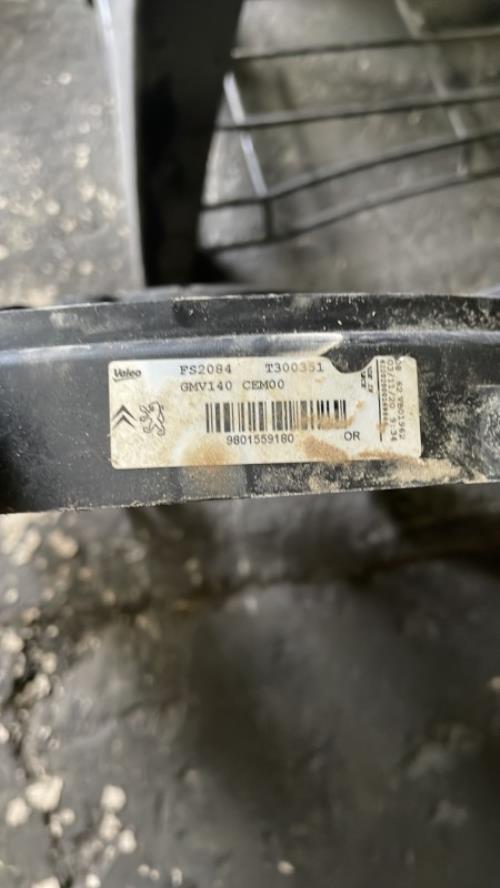 Valeo
FS2084 T300351
GMV140 CEM00
9801559180 OR